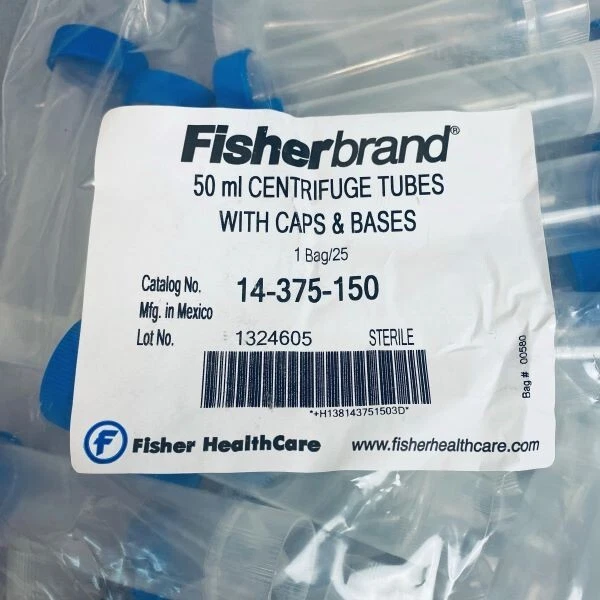 Fisherbrand®
50 ml CENTRIFUGE TUBES
WITH CAPS & BASES
1 Bag/25
Catalog No. 14-375-150
Mfg. in Mexico
Lot No. 1324605 STERILE
*+H138143751503D*
Bag # 00580
F Fisher HealthCare www.fisherhealthcare.com